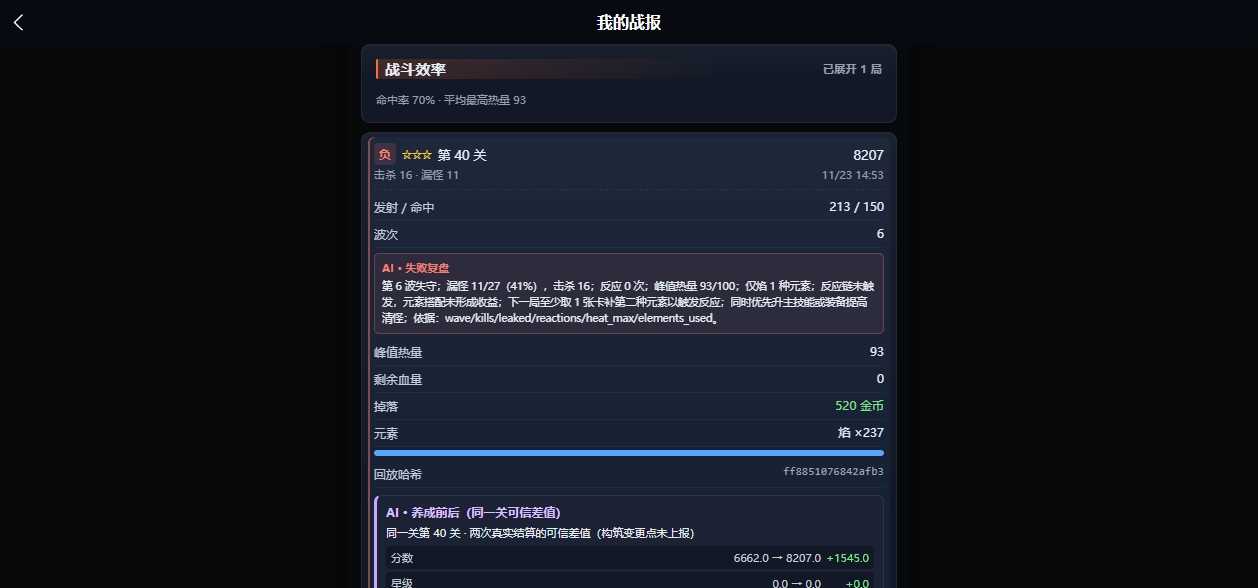 我的战报
战斗效率
已展开 1 局
命中率 70% · 平均最高热量 93
负 ☆☆☆ 第 40 关
8207
击杀 16 · 漏怪 11
11/23 14:53
发射 / 命中
213 / 150
波次
6
AI • 失败复盘
第 6 波失守；漏怪 11/27（41%），击杀 16；反应 0 次；峰值热量 93/100；仅焰 1 种元素；反应链未触
发，元素搭配未形成收益；下一局至少取 1 张卡补第二种元素以触发反应；同时优先升主技能或装备提高
清怪；依据：wave/kills/leaked/reactions/heat_max/elements_used。
峰值热量
93
剩余血量
0
掉落
520 金币
元素
焰 ×237
回放哈希
ff8851076842afb3
AI • 养成前后（同一关可信差值）
同一关第 40 关 · 两次真实结算的可信差值（构筑变更点未上报）
分数
6662.0 → 8207.0 +1545.0
星级
0.0 → 0.0 +0.0